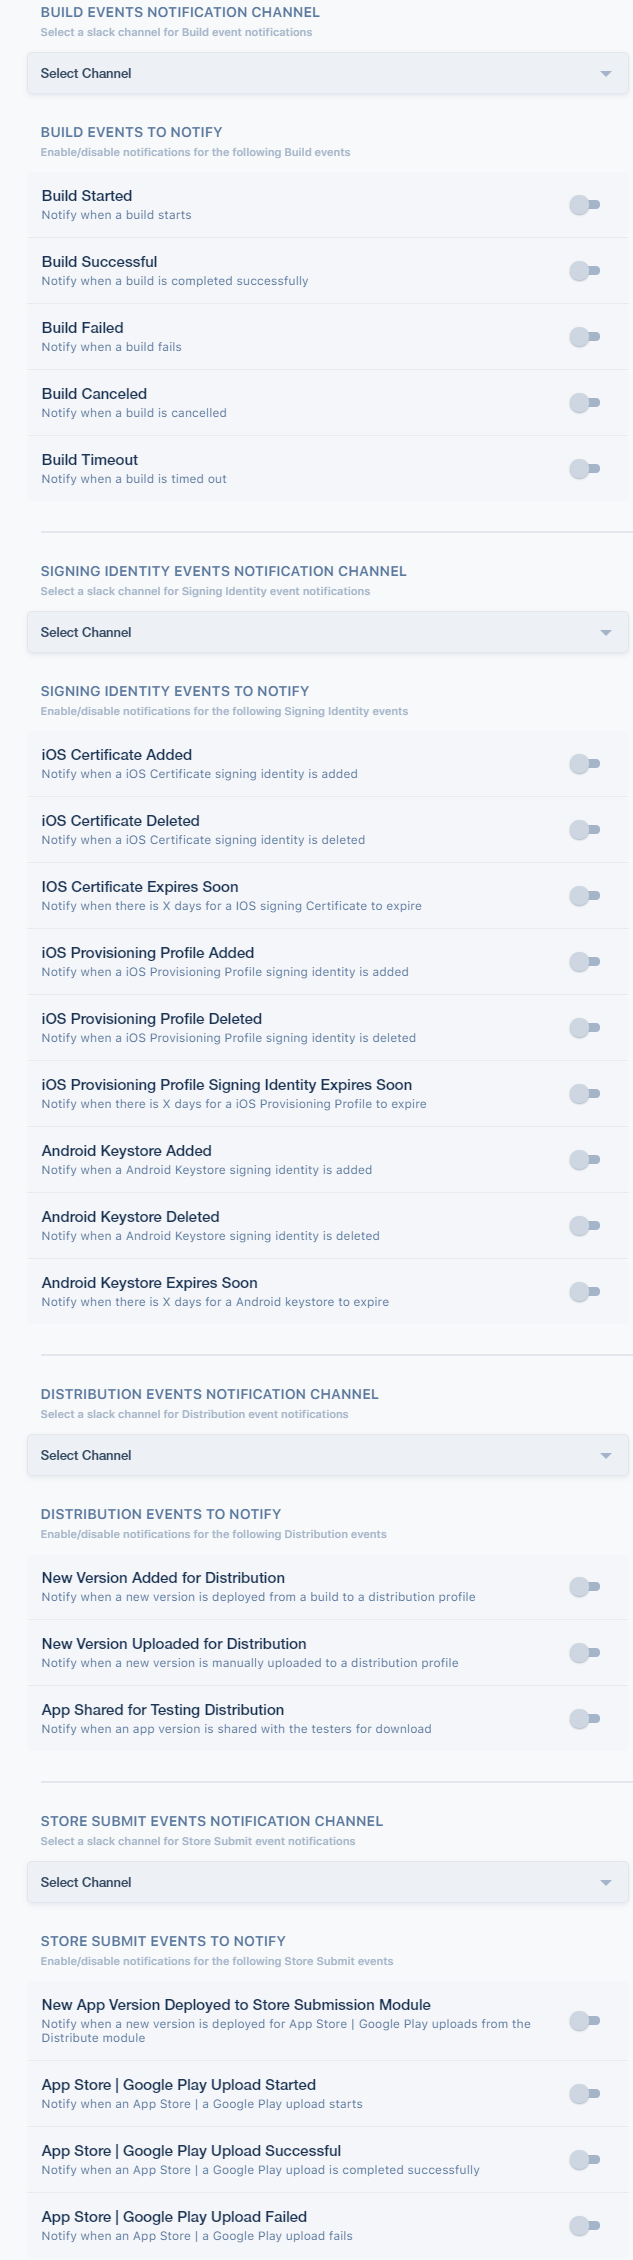 BUILD EVENTS NOTIFICATION CHANNEL
Select a slack channel for Build event notifications
Select Channel
BUILD EVENTS TO NOTIFY
Enable/disable notifications for the following Build events
Build Started
Notify when a build starts
Build Successful
Notify when a build is completed successfully
Build Failed
Notify when a build fails
Build Canceled
Notify when a build is cancelled
Build Timeout
Notify when a build is timed out
SIGNING IDENTITY EVENTS NOTIFICATION CHANNEL
Select a slack channel for Signing Identity event notifications
Select Channel
SIGNING IDENTITY EVENTS TO NOTIFY
Enable/disable notifications for the following Signing Identity events
iOS Certificate Added
Notify when a iOS Certificate signing identity is added
iOS Certificate Deleted
Notify when a iOS Certificate signing identity is deleted
IOS Certificate Expires Soon
Notify when there is X days for a IOS signing Certificate to expire
iOS Provisioning Profile Added
Notify when a iOS Provisioning Profile signing identity is added
iOS Provisioning Profile Deleted
Notify when a iOS Provisioning Profile signing identity is deleted
iOS Provisioning Profile Signing Identity Expires Soon
Notify when there is X days for a iOS Provisioning Profile to expire
Android Keystore Added
Notify when a Android Keystore signing identity is added
Android Keystore Deleted
Notify when a Android Keystore signing identity is deleted
Android Keystore Expires Soon
Notify when there is X days for a Android keystore to expire
DISTRIBUTION EVENTS NOTIFICATION CHANNEL
Select a slack channel for Distribution event notifications
Select Channel
DISTRIBUTION EVENTS TO NOTIFY
Enable/disable notifications for the following Distribution events
New Version Added for Distribution
Notify when a new version is deployed from a build to a distribution profile
New Version Uploaded for Distribution
Notify when a new version is manually uploaded to a distribution profile
App Shared for Testing Distribution
Notify when an app version is shared with the testers for download
STORE SUBMIT EVENTS NOTIFICATION CHANNEL
Select a slack channel for Store Submit event notifications
Select Channel
STORE SUBMIT EVENTS TO NOTIFY
Enable/disable notifications for the following Store Submit events
New App Version Deployed to Store Submission Module
Notify when a new version is deployed for App Store | Google Play uploads from the
Distribute module
App Store | Google Play Upload Started
Notify when an App Store | a Google Play upload starts
App Store | Google Play Upload Successful
Notify when an App Store | a Google Play upload is completed successfully
App Store | Google Play Upload Failed
Notify when an App Store | a Google Play upload fails